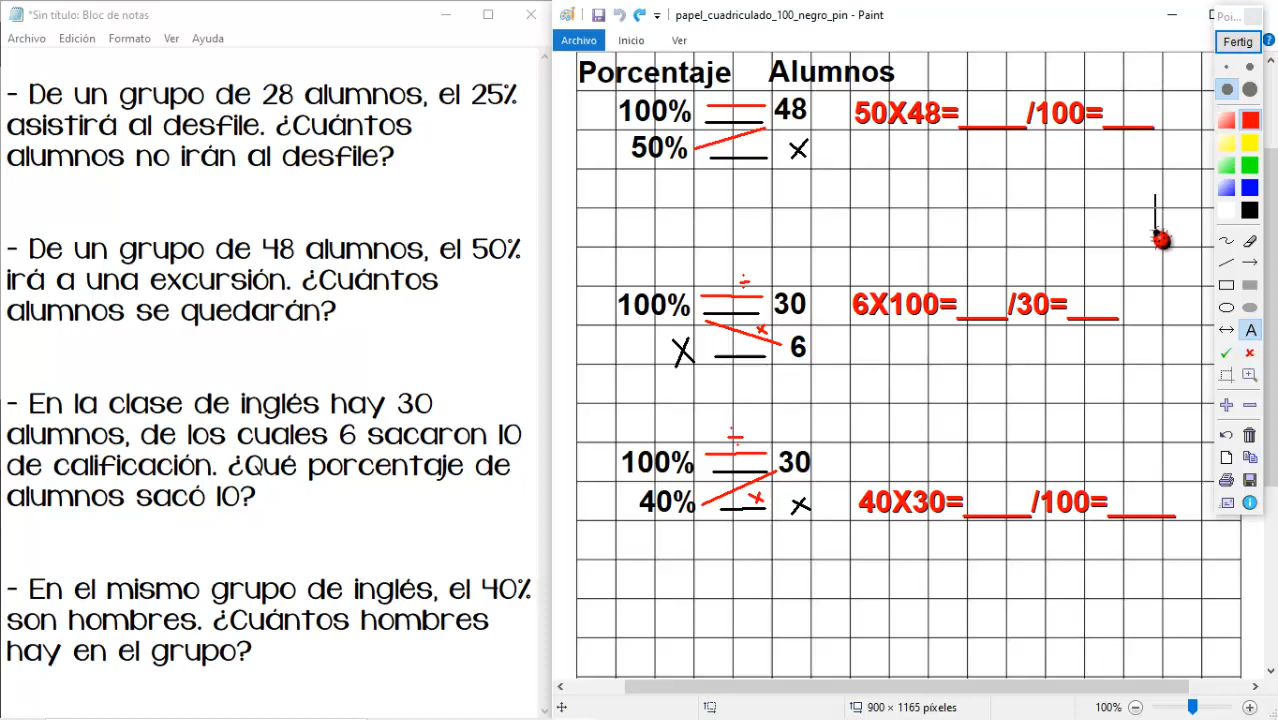 *Sin título: Bloc de notas
Archivo Edición Formato Ver Ayuda
- De un grupo de 28 alumnos, el 25%
asistirá al desfile. ¿Cuántos
alumnos no irán al desfile?
- De un grupo de 48 alumnos, el 50%
irá a una excursión. ¿Cuántos
alumnos se quedarán?
- En la clase de inglés hay 30
alumnos, de los cuales 6 sacaron 10
de calificación. ¿Qué porcentaje de
alumnos sacó 10?
- En el mismo grupo de inglés, el 40%
son hombres. ¿Cuántos hombres
hay en el grupo?
papel_cuadriculado_100_negro_pin - Paint
Archivo Inicio Ver
Porcentaje Alumnos
100% 48 50X48=____/100=___
50% X
÷
100% 30 6X100=___/30=___
x
X 6
÷
100% 30
40% x X 40X30=____/100=____
900 × 1165 píxeles 100%
Poi...
Fertig
A